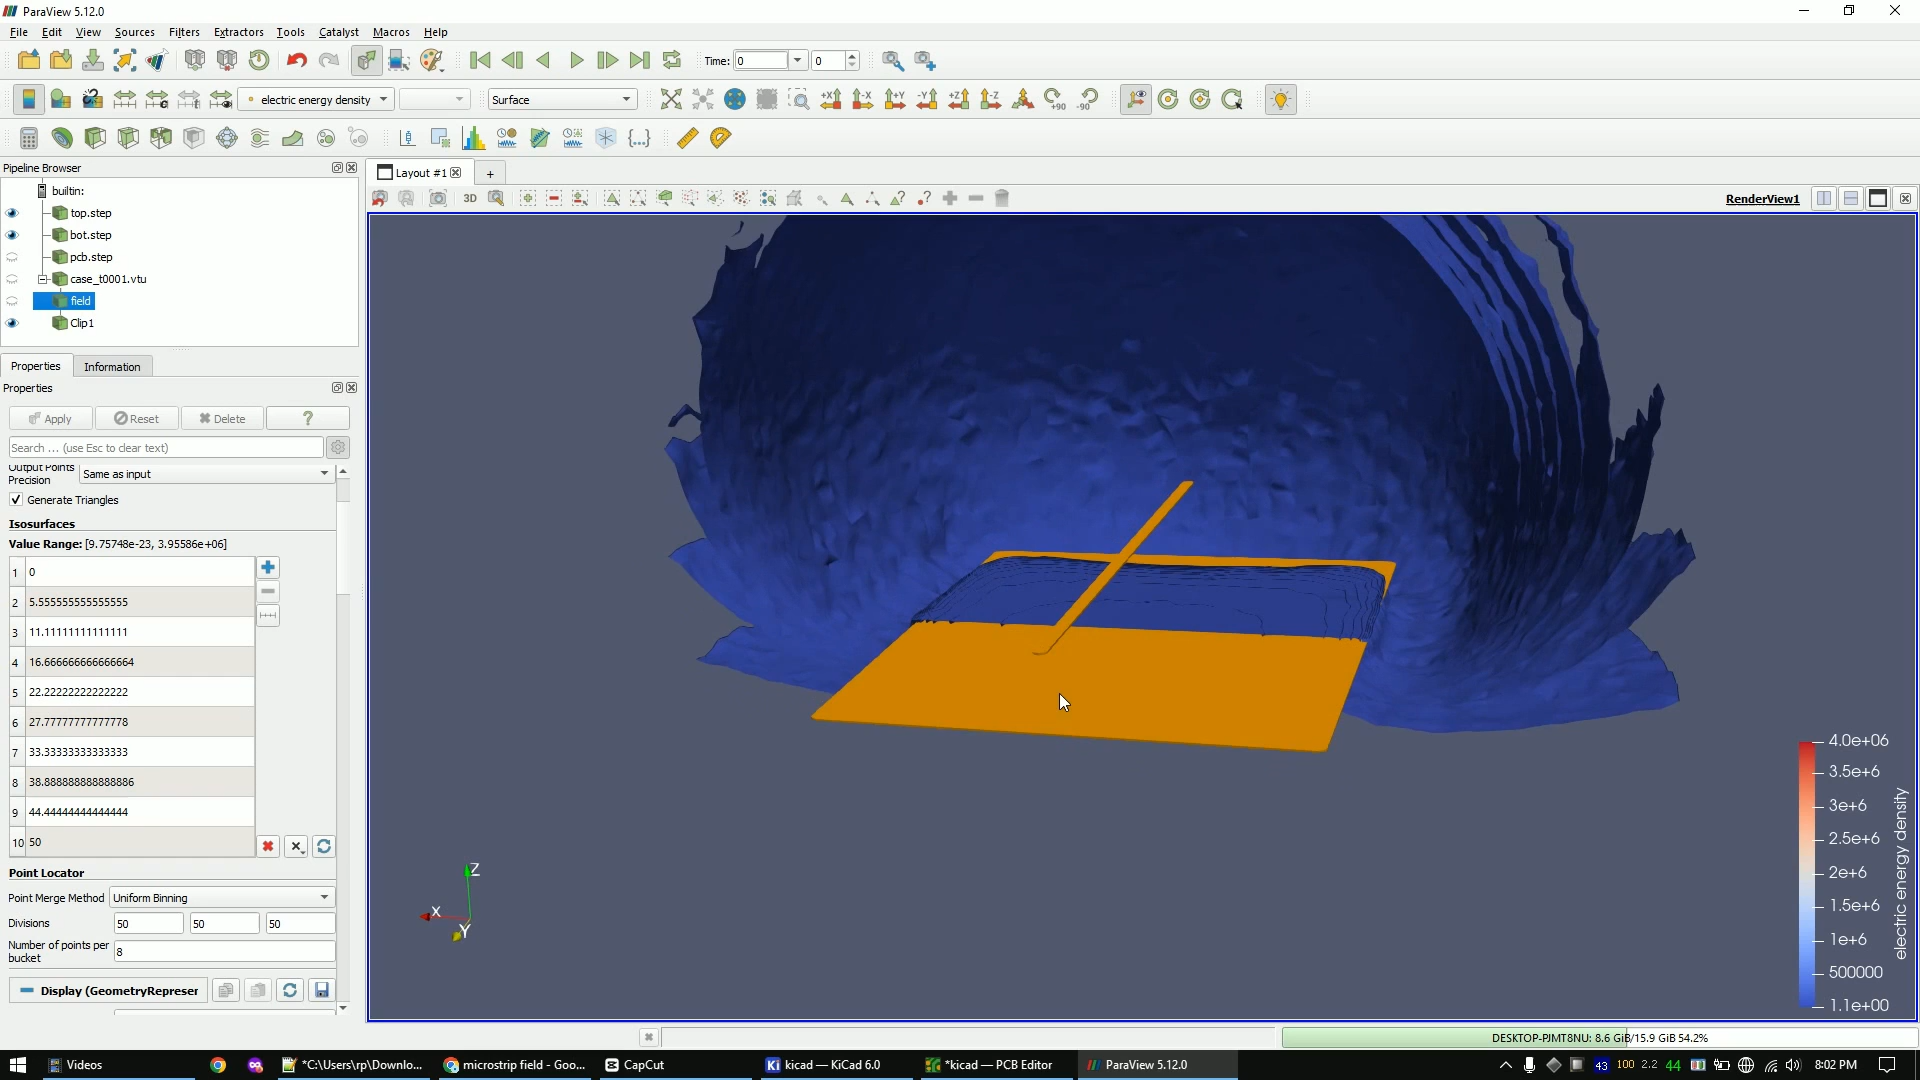 ParaView 5.12.0
File Edit View Sources Filters Extractors Tools Catalyst Macros Help
Time: 0 0
electric energy density Surface
+X -X +Y -Y +Z -Z +90 -90
Pipeline Browser
Layout #1 +
builtin:
3D
RenderView1
top.step
bot.step
pcb.step
case_t0001.vtu
field
Clip1
Properties Information
Properties
Apply Reset Delete ?
Search ... (use Esc to clear text)
Output Points
Precision Same as input
Generate Triangles
Isosurfaces
Value Range: [9.75748e-23, 3.95586e+06]
1 0
2 5.555555555555555
3 11.11111111111111
4 16.666666666666664
5 22.22222222222222
6 27.77777777777778
7 33.33333333333333
8 38.888888888888886
9 44.44444444444444
10 50
Point Locator
Point Merge Method Uniform Binning
Divisions 50 50 50
Number of points per
bucket 8
Display (GeometryRepreser
Z
X
Y
4.0e+06
3.5e+6
3e+6
2.5e+6
2e+6
1.5e+6
1e+6
500000
1.1e+00
electric energy density
DESKTOP-PJMT8NU: 8.6 GiB/15.9 GiB 54.2%
Videos *C:\Users\rp\Downlo... microstrip field - Goo... CapCut kicad — KiCad 6.0 *kicad — PCB Editor ParaView 5.12.0 43 100 2.2 44 8:02 PM